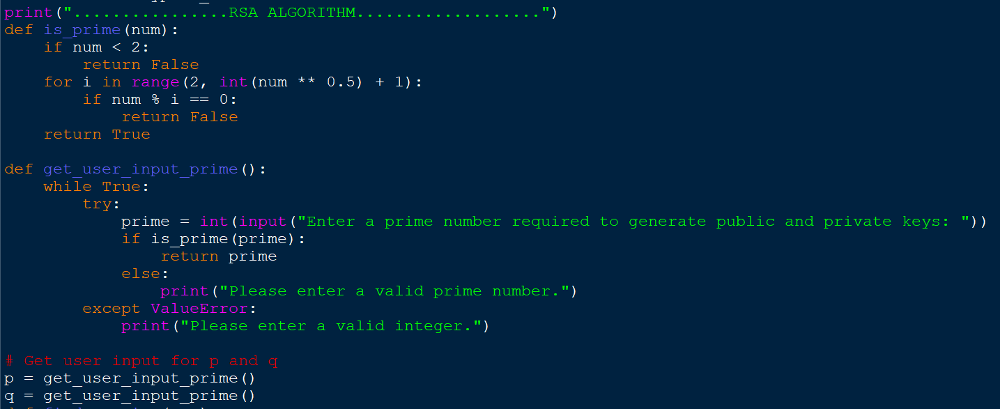 print("................RSA ALGORITHM...................")
def is_prime(num):
    if num < 2:
        return False
    for i in range(2, int(num ** 0.5) + 1):
        if num % i == 0:
            return False
    return True
def get_user_input_prime():
    while True:
        try:
            prime = int(input("Enter a prime number required to generate public and private keys: "))
            if is_prime(prime):
                return prime
            else:
                print("Please enter a valid prime number.")
        except ValueError:
            print("Please enter a valid integer.")
# Get user input for p and q
p = get_user_input_prime()
q = get_user_input_prime()